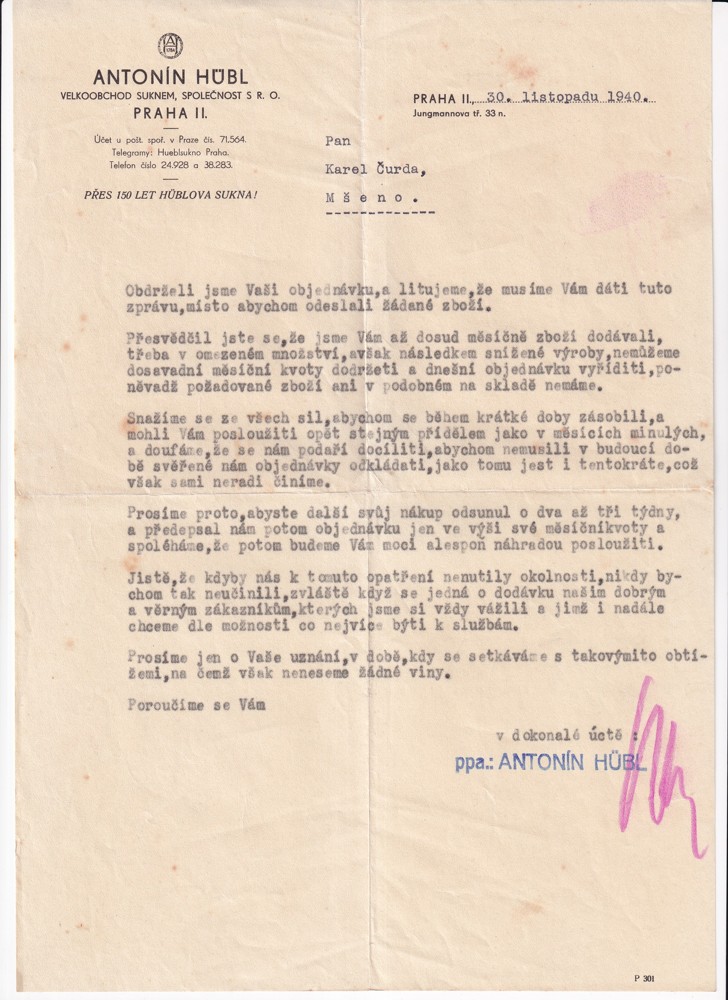 ANTONÍN HÜBL
VELKOOBCHOD SUKNEM, SPOLEČNOST S R. O.
PRAHA II.
Účet u pošt. spoř. v Praze čís. 71.564.
Telegramy: Hueblsukno Praha.
Telefon číslo 24.928 a 38.283.
PŘES 150 LET HÜBLOVA SUKNA!
PRAHA II., 30. listopadu 1940.
Jungmannova tř. 33 n.
Pan
Karel Čurda,
Mšeno.
Obdrželi jsme Vaši objednávku,a litujeme,že musíme Vám dáti tuto
zprávu,místo abychom odeslali žádané zboží.
Přesvědčil jste se,že jsme Vám až dosud měsíčně zboží dodávali,
třeba v omezeném množství,avšak následkem snížené výroby,nemůžeme
dosavadní měsíční kvoty dodržeti a dnešní objednávku vyříditi,po-
něvadž požadované zboží ani v podobném na skladě nemáme.
Snažíme se ze všech sil,abychom se během krátké doby zásobili,a
mohli Vám posloužiti opět stejným přídělem jako v měsících minulých,
a doufáme,že se nám podaří docíliti,abychom nemusili v budoucí do-
bě svěřené nám objednávky odkládati,jako tomu jest i tentokráte,což
však sami neradi činíme.
Prosíme proto,abyste další svůj nákup odsunul o dva až tři týdny,
a předepsal nám potom objednávku jen ve výši své měsíčníkvoty a
spoléháme,že potom budeme Vám moci alespoň náhradou posloužiti.
Jistě,že kdyby nás k tomuto opatření nenutily okolnosti,nikdy by-
chom tak neučinili,zvláště když se jedná o dodávku našim dobrým
a věrným zákazníkům,kterých jsme si vždy vážili a jimž i nadále
chceme dle možnosti co nejvíce býti k službám.
Prosíme jen o Vaše uznání,v době,kdy se setkáváme s takovýmito obtí-
žemi,na čemž však neneseme žádné viny.
Poroučíme se Vám
v dokonalé úctě :
ppa.: ANTONÍN HÜBL
P 301